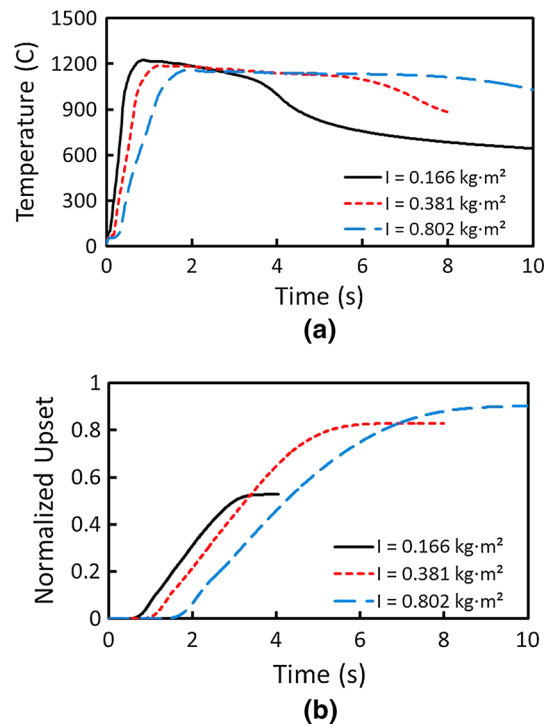 1500
1200
900
600
300
0
Temperature (C)
I = 0.166 kg·m²
I = 0.381 kg·m²
I = 0.802 kg·m²
0 2 4 6 8 10
Time (s)
(a)
1
0.8
0.6
0.4
0.2
0
Normalized Upset
I = 0.166 kg·m²
I = 0.381 kg·m²
I = 0.802 kg·m²
0 2 4 6 8 10
Time (s)
(b)